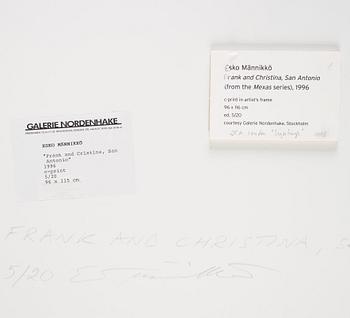 Esko Männikkö
Frank and Christina, San Antonio
(from the Mexas series), 1996
c-print in artist's frame
96 x 116 cm
ed. 5/20
courtesy Galerie Nordenhake, Stockholm
GALERIE NORDENHAKE
ESKO MÄNNIKKÖ
"Frank and Cristina, San
Antonio"
1996
c-print
5/20
96 x 115 cm
FRANK AND CHRISTINA, S
5/20